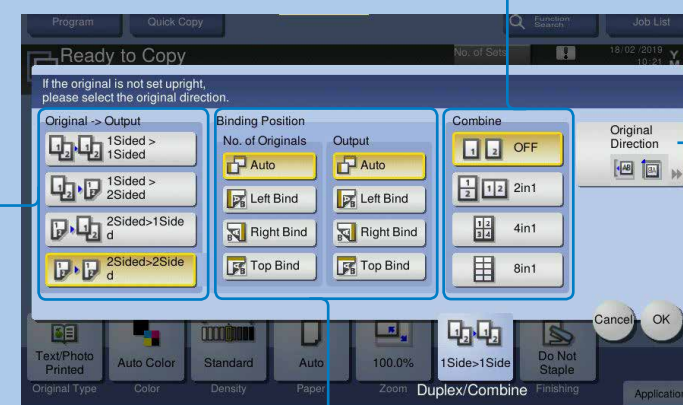 Program
Quick Copy
Function
Search
Job List
Ready to Copy
No. of Sets
18/02/2019
10:21
If the original is not set upright,
please select the original direction.
Original -> Output
1Sided >
1Sided
1Sided >
2Sided
2Sided>1Side
d
2Sided>2Side
d
Binding Position
No. of Originals
Output
Auto
Auto
Left Bind
Left Bind
Right Bind
Right Bind
Top Bind
Top Bind
Combine
OFF
2in1
4in1
8in1
Original
Direction
Cancel
OK
Text/Photo
Printed
Auto Color
Standard
Auto
100.0%
1Side>1Side
Do Not
Staple
Original Type
Color
Density
Paper
Zoom
Duplex/Combine
Finishing
Application